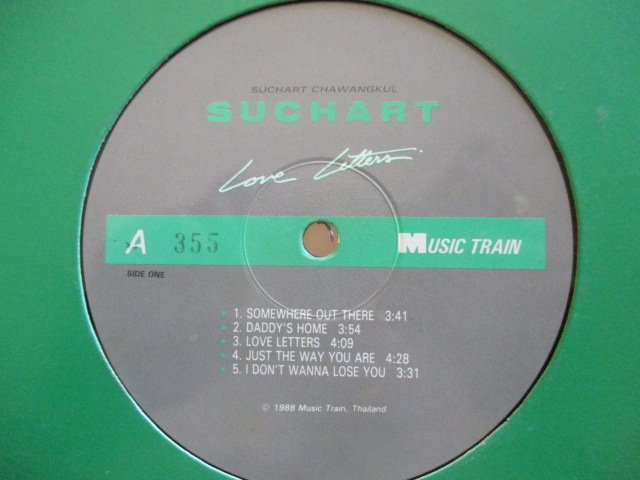 SUCHART CHAWANGKUL
SUCHART
Love Letters
A 355 MUSIC TRAIN
SIDE ONE
1. SOMEWHERE OUT THERE 3:41
2. DADDY'S HOME 3:54
3. LOVE LETTERS 4:09
4. JUST THE WAY YOU ARE 4:28
5. I DON'T WANNA LOSE YOU 3:31
© 1988 Music Train, Thailand